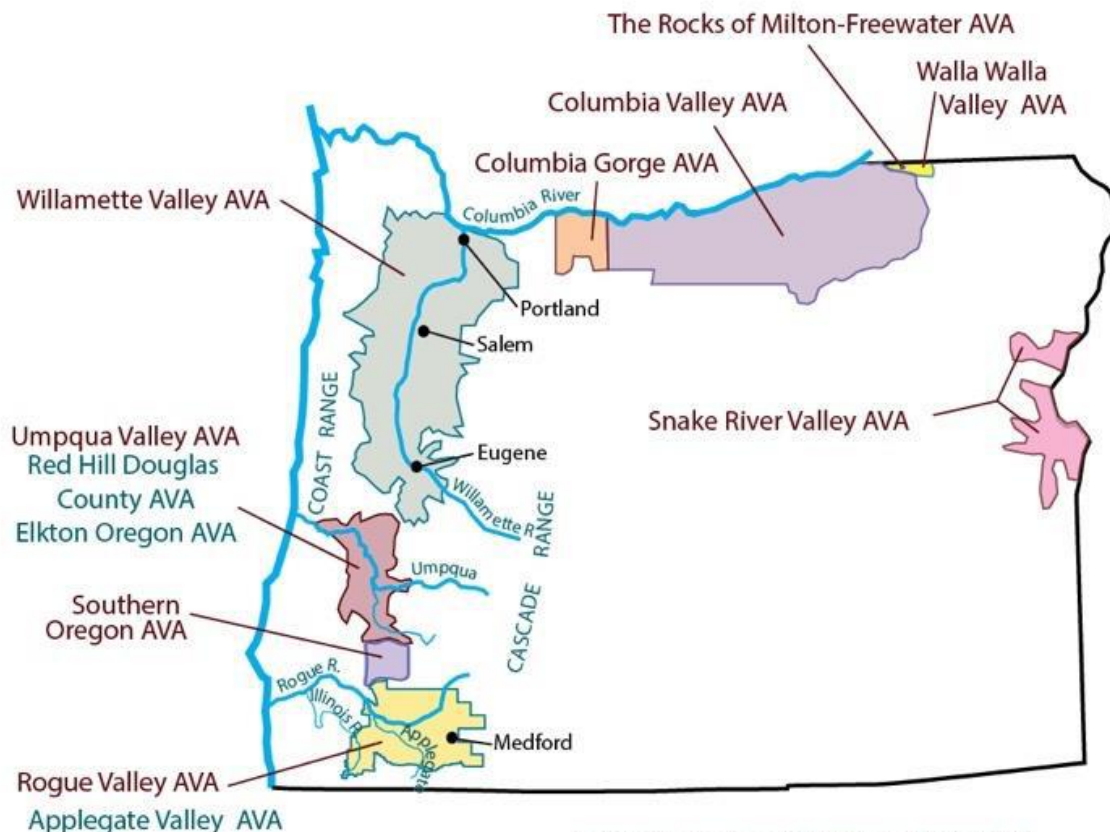 The Rocks of Milton-Freewater AVA
Walla Walla
Valley AVA
Columbia Valley AVA
Columbia Gorge AVA
Willamette Valley AVA
Columbia River
Portland
Salem
COAST RANGE
Snake River Valley AVA
Umpqua Valley AVA
Red Hill Douglas
County AVA
Elkton Oregon AVA
Eugene
Willamette R.
CASCADE RANGE
Umpqua
Southern
Oregon AVA
Rogue R.
Illinois R.
Applegate
Medford
Rogue Valley AVA
Applegate Valley AVA